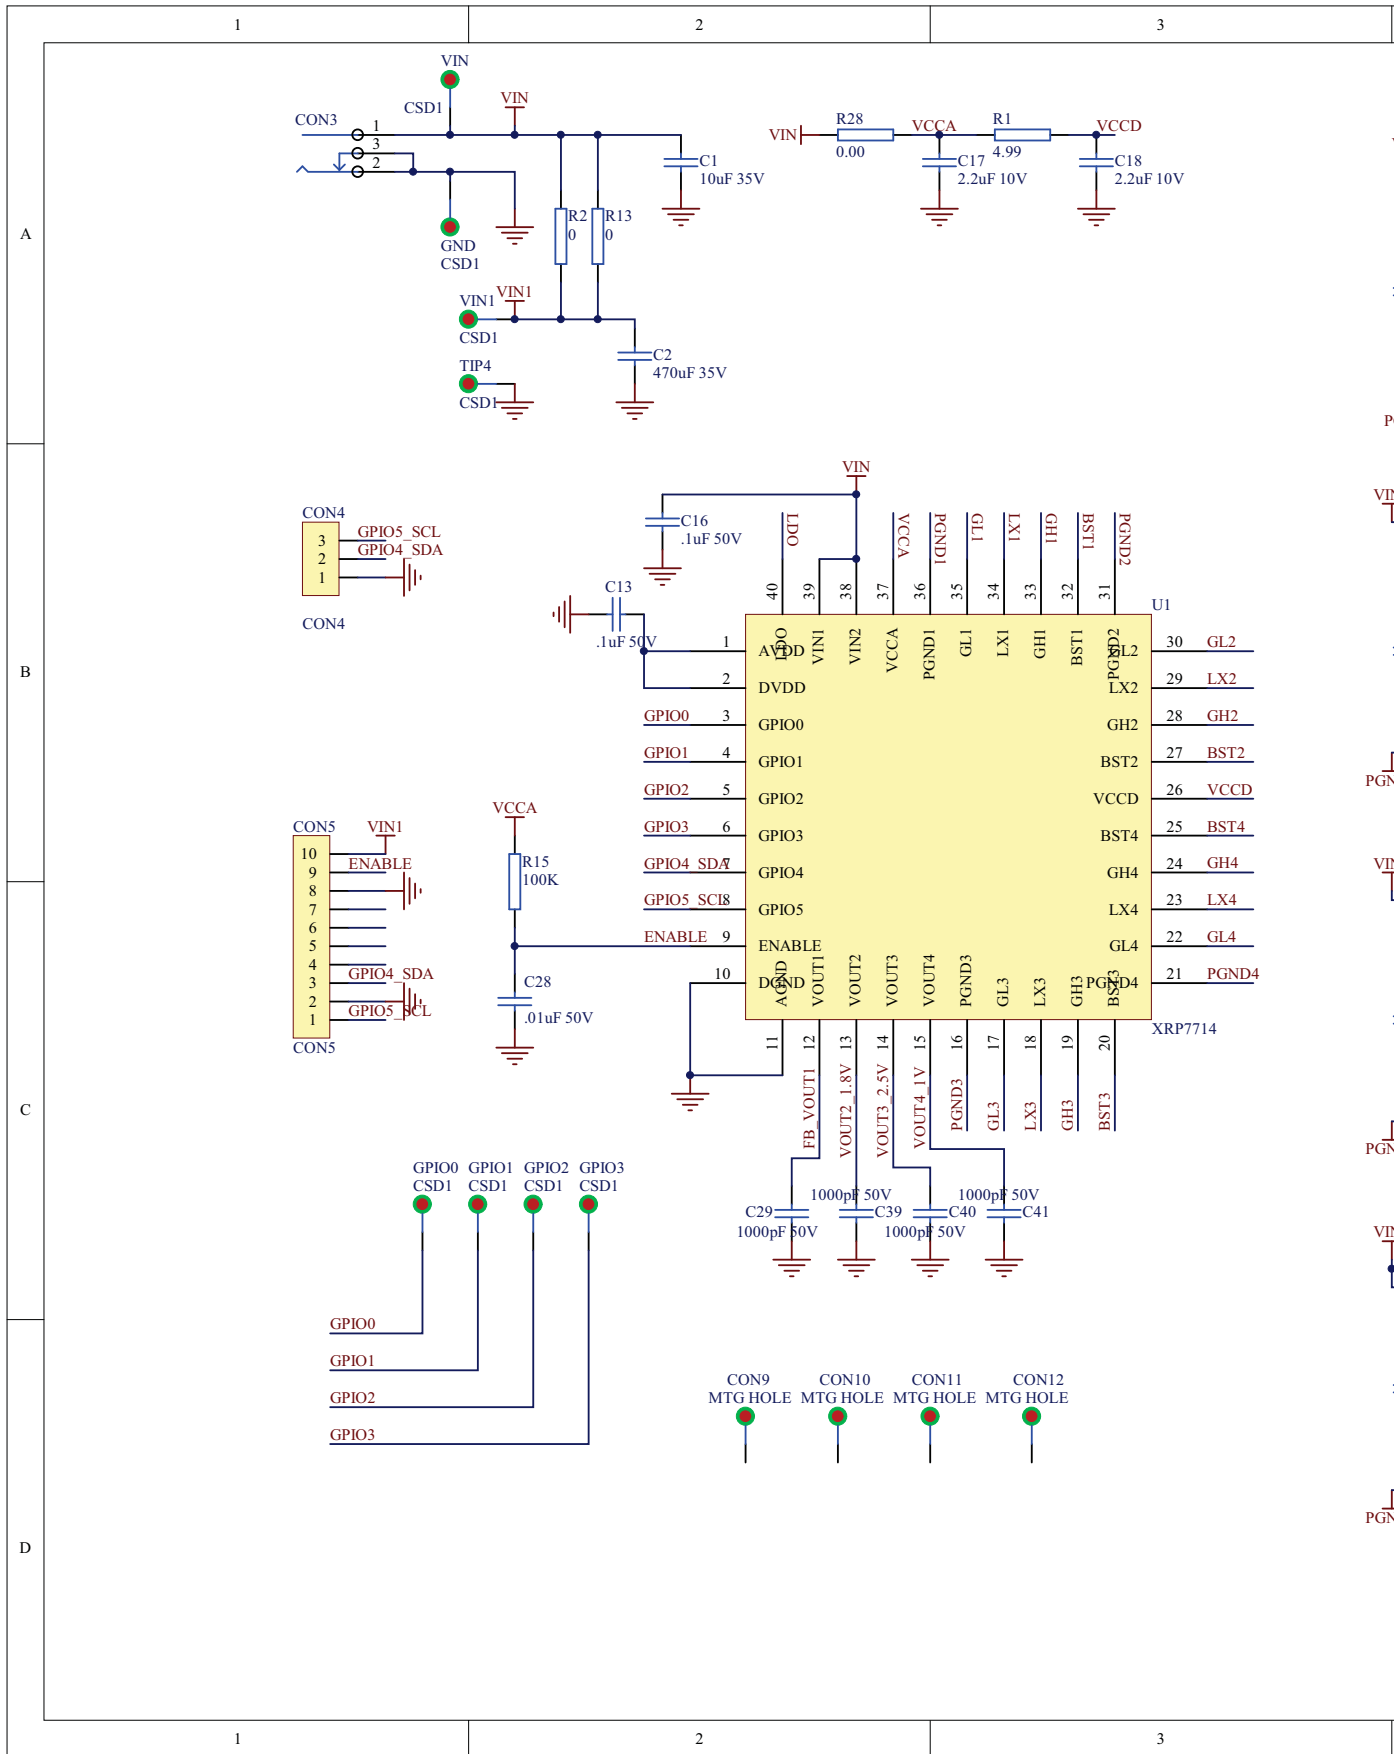 1
2
3
VIN
CSD1
VIN
CON3
1
3
2
C1
10uF 35V
R2
0
R13
0
GND
CSD1
VIN1
VIN1
CSD1
C2
470uF 35V
TIP4
CSD1
VIN
R28
0.00
VCCA
R1
4.99
VCCD
C17
2.2uF 10V
C18
2.2uF 10V
A
CON4
3
GPIO5_SCL
2
GPIO4_SDA
1
CON4
VIN
C16
.1uF 50V
C13
.1uF 50V
LDO
VCCA
PGND1
GL1
LX1
GH1
BST1
PGND2
40
39
38
37
36
35
34
33
32
31
U1
LDO
VIN1
VIN2
VCCA
PGND1
GL1
LX1
GH1
BST1
PGND2
1
AVDD
2
DVDD
GPIO0
3
GPIO0
GPIO1
4
GPIO1
GPIO2
5
GPIO2
GPIO3
6
GPIO3
GPIO4_SDA
7
GPIO4
GPIO5_SCL
8
GPIO5
ENABLE
9
ENABLE
10
DGND
GL2
30
GL2
LX2
29
LX2
GH2
28
GH2
BST2
27
BST2
VCCD
26
VCCD
BST4
25
BST4
GH4
24
GH4
LX4
23
LX4
GL4
22
GL4
PGND4
21
PGND4
AGND
VOUT1
VOUT2
VOUT3
VOUT4
PGND3
GL3
LX3
GH3
BST3
XRP7714
11
12
13
14
15
16
17
18
19
20
FB_VOUT1
VOUT2_1.8V
VOUT3_2.5V
VOUT4_1V
PGND3
GL3
LX3
GH3
BST3
B
CON5
VIN1
10
9
ENABLE
8
7
6
5
4
3
GPIO4_SDA
2
1
GPIO5_SCL
CON5
VCCA
R15
100K
C28
.01uF 50V
C
C29
1000pF 50V
1000pF 50V
C39
C40
1000pF 50V
1000pF 50V
C41
GPIO0
CSD1
GPIO1
CSD1
GPIO2
CSD1
GPIO3
CSD1
GPIO0
GPIO1
GPIO2
GPIO3
CON9
MTG HOLE
CON10
MTG HOLE
CON11
MTG HOLE
CON12
MTG HOLE
D
VIN
PGN
VIN
PGN
VIN
PGN
1
2
3